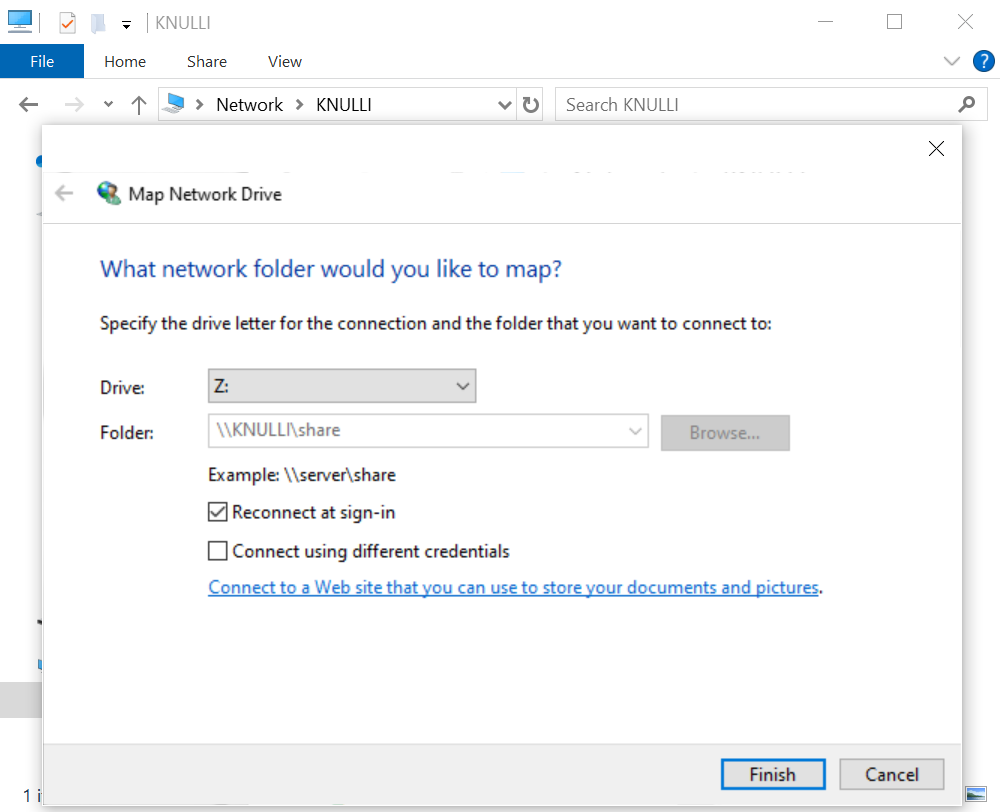 KNULLI
File Home Share View
Network KNULLI Search KNULLI
Map Network Drive
What network folder would you like to map?
Specify the drive letter for the connection and the folder that you want to connect to:
Drive: Z:
Folder: \\KNULLI\share Browse...
Example: \\server\share
Reconnect at sign-in
Connect using different credentials
Connect to a Web site that you can use to store your documents and pictures.
Finish Cancel
1